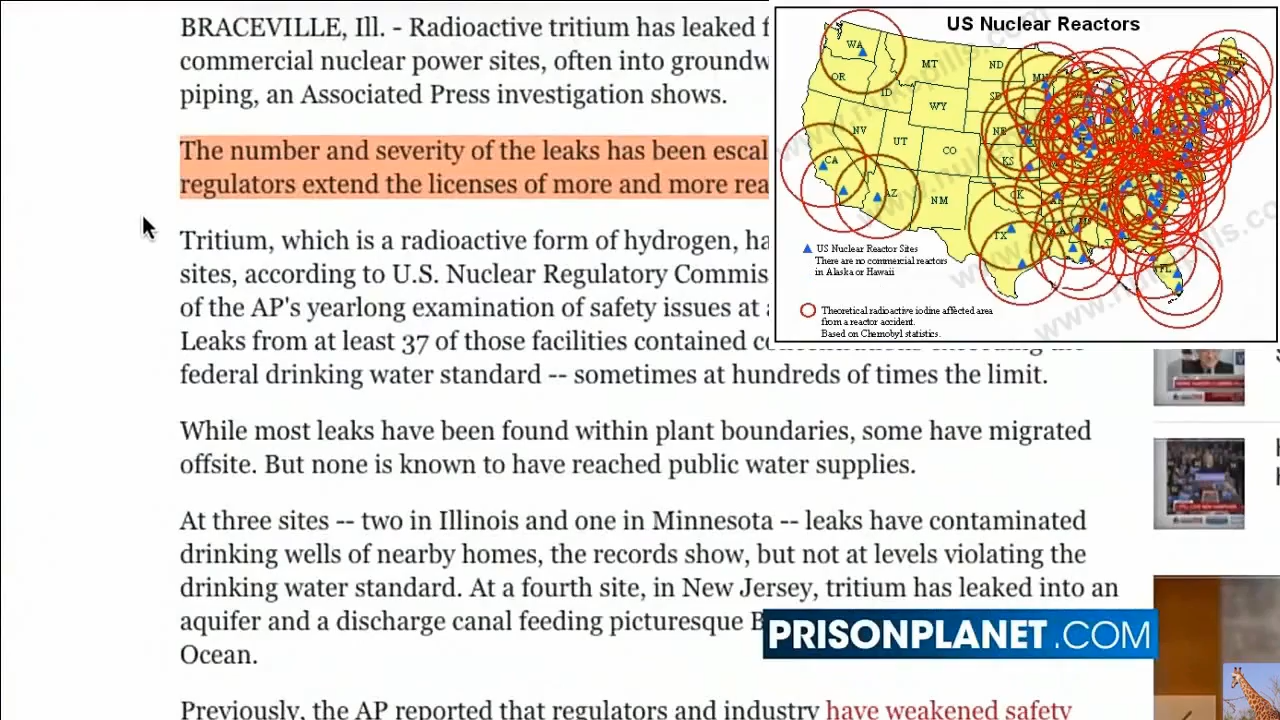 BRACEVILLE, Ill. - Radioactive tritium has leaked f
commercial nuclear power sites, often into groundw
piping, an Associated Press investigation shows.
The number and severity of the leaks has been escal
regulators extend the licenses of more and more rea
Tritium, which is a radioactive form of hydrogen, ha
sites, according to U.S. Nuclear Regulatory Commis
of the AP's yearlong examination of safety issues at a
Leaks from at least 37 of those facilities contained
federal drinking water standard -- sometimes at hundreds of times the limit.
While most leaks have been found within plant boundaries, some have migrated
offsite. But none is known to have reached public water supplies.
At three sites -- two in Illinois and one in Minnesota -- leaks have contaminated
drinking wells of nearby homes, the records show, but not at levels violating the
drinking water standard. At a fourth site, in New Jersey, tritium has leaked into an
aquifer and a discharge canal feeding picturesque B
Ocean.
Previously, the AP reported that regulators and industry have weakened safety
US Nuclear Reactors
WA
MT
ND
MN
OR
ID
WY
NE
NV
UT
CO
KS
CA
AZ
NM
OK
TX
FL
US Nuclear Reactor Sites
There are no commercial reactors
in Alaska or Hawaii
Theoretical radioactive iodine affected area
from a reactor accident.
Based on Chernobyl statistics.
PRISONPLANET.COM